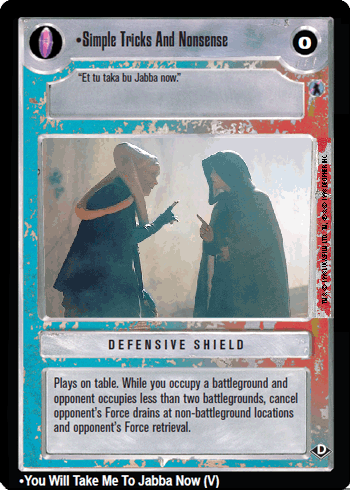 •Simple Tricks And Nonsense
0
“Et tu taka bu Jabba now.”
DEFENSIVE SHIELD
Plays on table. While you occupy a battleground and
opponent occupies less than two battlegrounds, cancel
opponent's Force drains at non-battleground locations
and opponent's Force retrieval.
D
•You Will Take Me To Jabba Now (V)